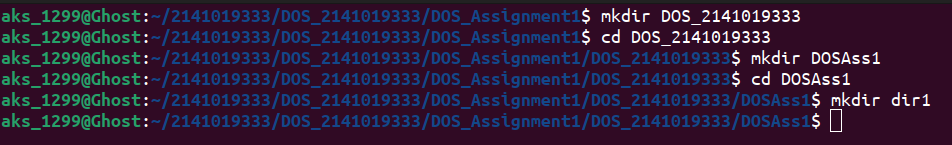 aks_1299@Ghost:~/2141019333/DOS_2141019333/DOS_Assignment1$ mkdir DOS_2141019333
aks_1299@Ghost:~/2141019333/DOS_2141019333/DOS_Assignment1$ cd DOS_2141019333
aks_1299@Ghost:~/2141019333/DOS_2141019333/DOS_Assignment1/DOS_2141019333$ mkdir DOSAss1
aks_1299@Ghost:~/2141019333/DOS_2141019333/DOS_Assignment1/DOS_2141019333$ cd DOSAss1
aks_1299@Ghost:~/2141019333/DOS_2141019333/DOS_Assignment1/DOS_2141019333/DOSAss1$ mkdir dir1
aks_1299@Ghost:~/2141019333/DOS_2141019333/DOS_Assignment1/DOS_2141019333/DOSAss1$